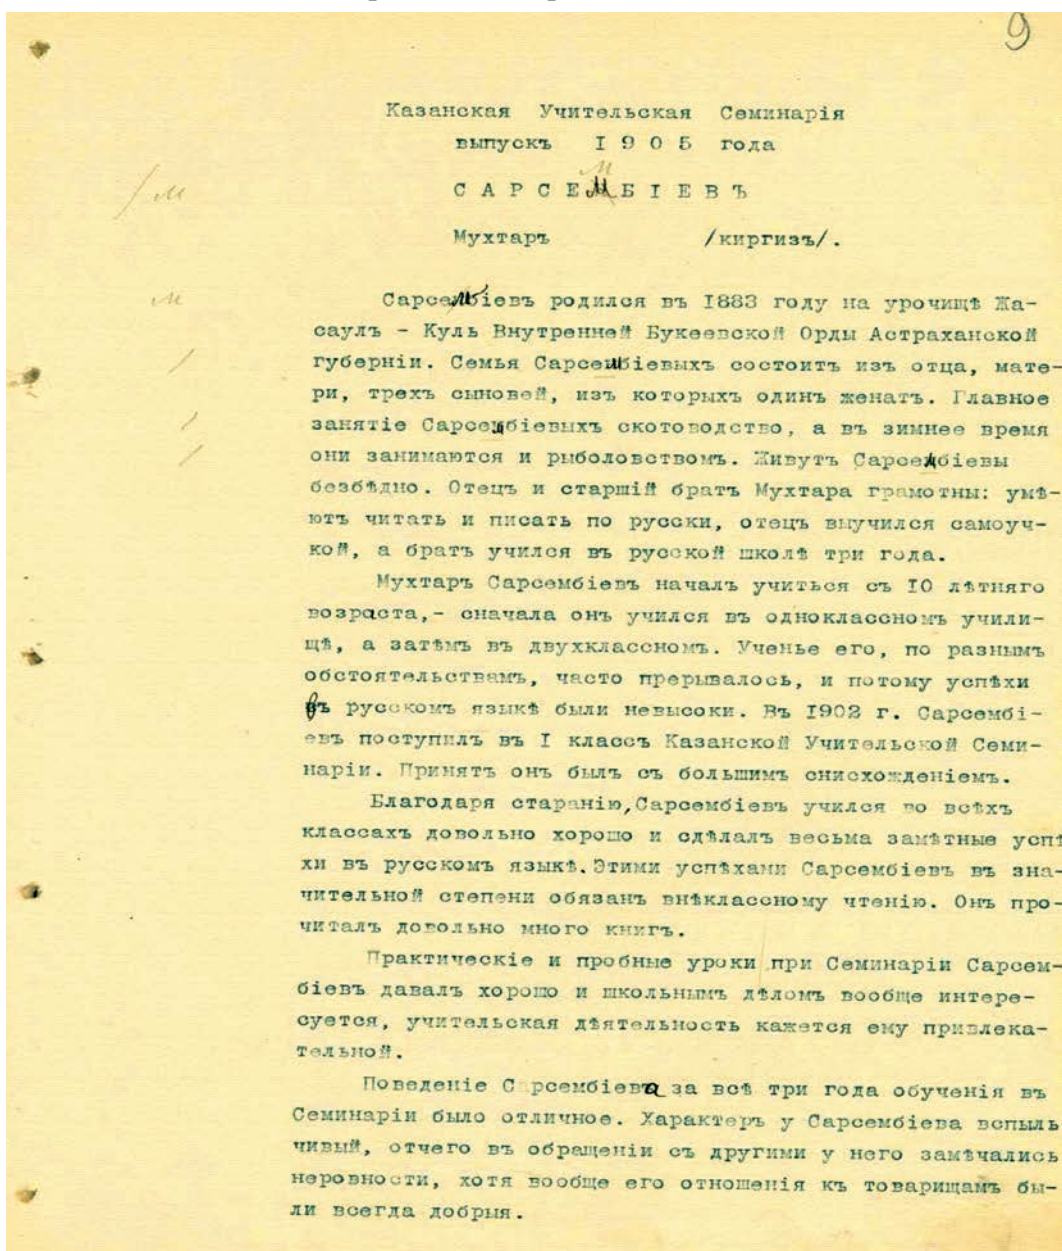 9
Казанская Учительская Семинарія
выпускъ I 9 0 5 года
м
/ м
С А Р С Е М Б І Е В Ъ
Мухтаръ /киргизъ/.
м
Сарсембіевъ родился въ I883 году на урочищѣ Жа-
саулъ - Куль Внутренней Букеевской Орды Астраханской
губерніи. Семья Сарсембіевыхъ состоитъ изъ отца, мате-
ри, трехъ сыновей, изъ которыхъ одинъ женатъ. Главное
занятіе Сарсембіевыхъ скотоводство, а въ зимнее время
они занимаются и рыболовствомъ. Живутъ Сарсембіевы
безбѣдно. Отецъ и старшій братъ Мухтара грамотны: умѣ-
ютъ читать и писать по русски, отецъ выучился самоуч-
кой, а братъ учился въ русской школѣ три года.
Мухтаръ Сарсембіевъ началъ учиться съ IO лѣтняго
возраста,- сначала онъ учился въ одноклассномъ учили-
щѣ, а затѣмъ въ двухклассномъ. Ученье его, по разнымъ
обстоятельствамъ, часто прерывалось, и потому успѣхи
въ русскомъ языкѣ были невысоки. Въ I902 г. Сарсембі-
евъ поступилъ въ I классъ Казанской Учительской Семи-
наріи. Принятъ онъ былъ съ большимъ снисхожденіемъ.
Благодаря старанію, Сарсембіевъ учился во всѣхъ
классахъ довольно хорошо и сдѣлалъ весьма замѣтные успѣ
хи въ русскомъ языкѣ. Этими успѣхами Сарсембіевъ въ зна-
чительной степени обязанъ внѣклассному чтенію. Онъ про-
читалъ довольно много книгъ.
Практическіе и пробные уроки при Семинаріи Сарсем-
біевъ давалъ хорошо и школьнымъ дѣломъ вообще интере-
суется, учительская дѣятельность кажется ему привлека-
тельной.
Поведеніе С рсембіева за всѣ три года обученія въ
Семинаріи было отличное. Характеръ у Сарсембіева вспыль
чивый, отчего въ обращеніи съ другими у него замѣчались
неровности, хотя вообще его отношенія къ товарищамъ бы-
ли всегда добрыя.